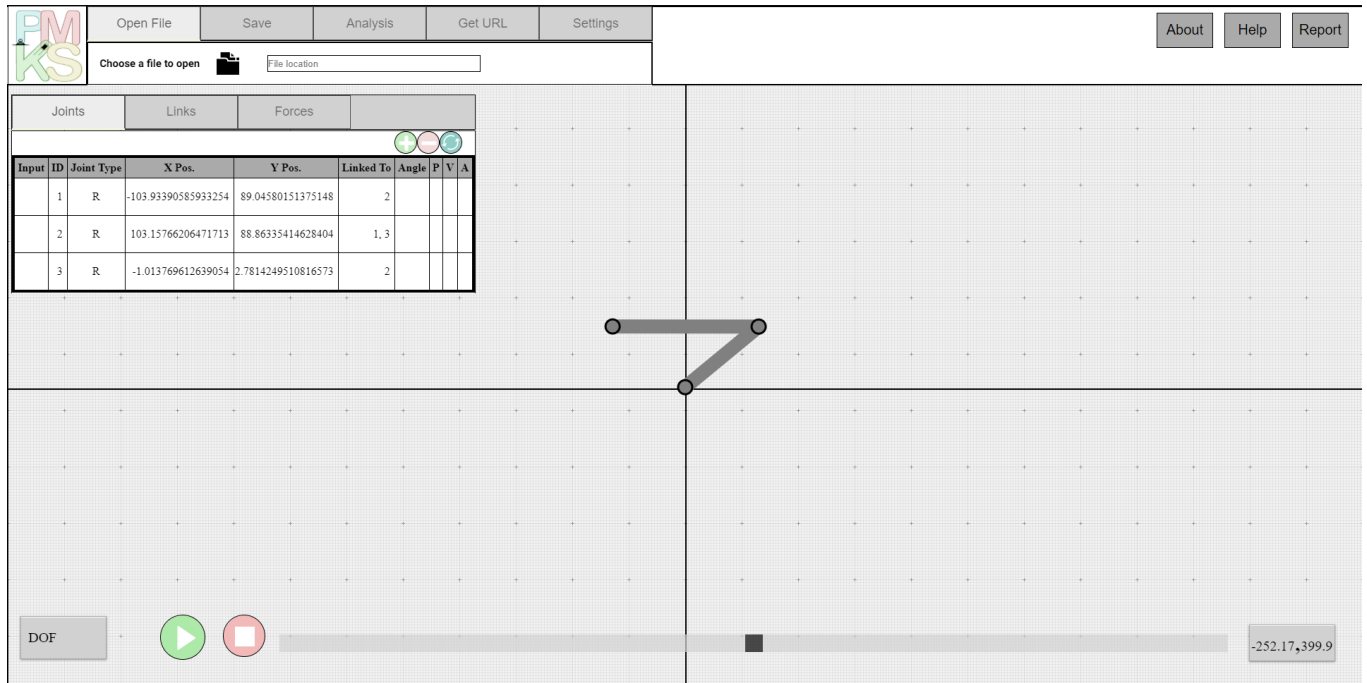 PM
KS
Open File Save Analysis Get URL Settings
About Help Report
Choose a file to open File location
Joints Links Forces
Input ID Joint Type X Pos. Y Pos. Linked To Angle P V A
1 R -103.93390585933254 89.04580151375148 2
2 R 103.15766206471713 88.86335414628404 1, 3
3 R -1.013769612639054 2.7814249510816573 2
DOF
-252.17,399.9